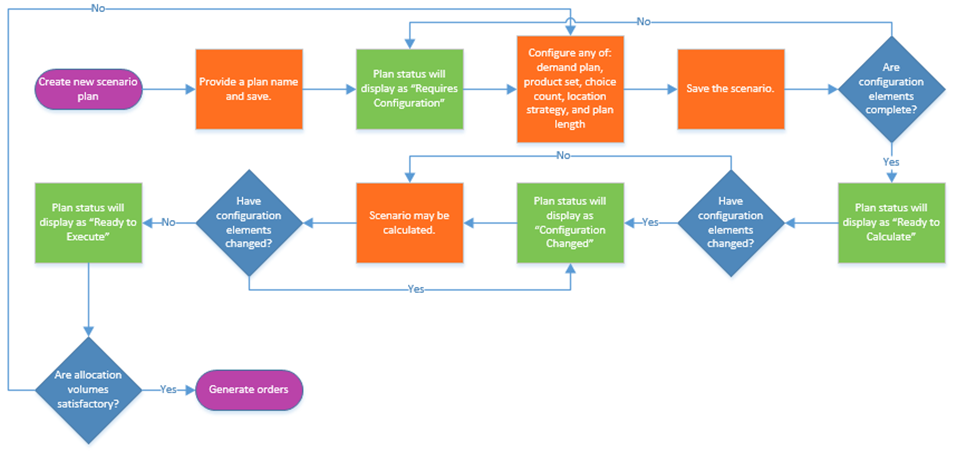 No
No
Create new scenario
plan
Provide a plan name
and save.
Plan status will
display as “Requires
Configuration”
Configure any of:
demand plan,
product set, choice
count, location
strategy, and plan
length
Save the scenario.
Are
configuration
elements
complete?
Yes
No
Plan status will
display as “Ready to
Execute”
No
Have
configuration
elements
changed?
Scenario may be
calculated.
Plan status will
display as
“Configuration
Changed”
Yes
Have
configuration
elements
changed?
Plan status will
display as “Ready to
Calculate”
Yes
Are allocation
volumes
satisfactory?
Yes
Generate orders